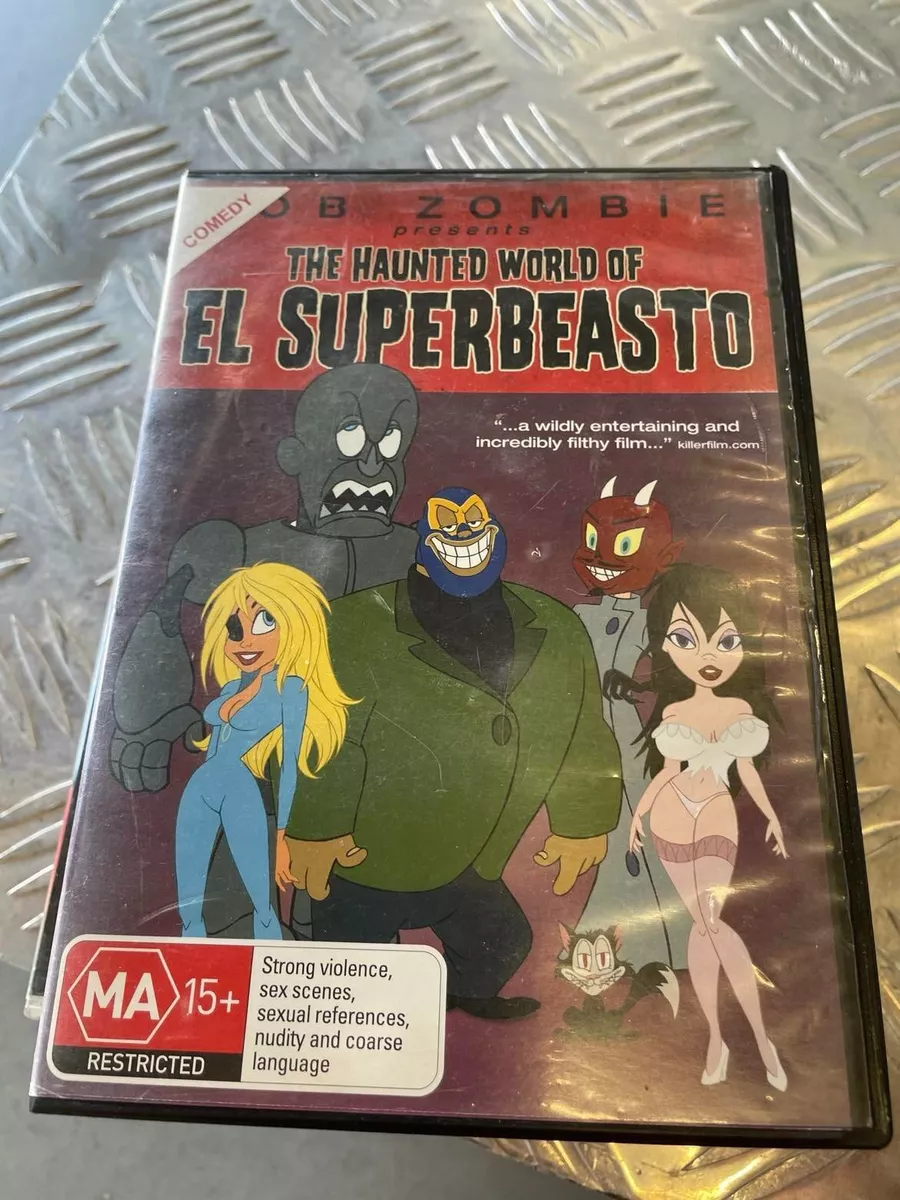 COMEDY
OB ZOMBIE
presents
THE HAUNTED WORLD OF
EL SUPERBEASTO
“...a wildly entertaining and
incredibly filthy film...” killerfilm.com
MA 15+
RESTRICTED
Strong violence,
sex scenes,
sexual references,
nudity and coarse
language